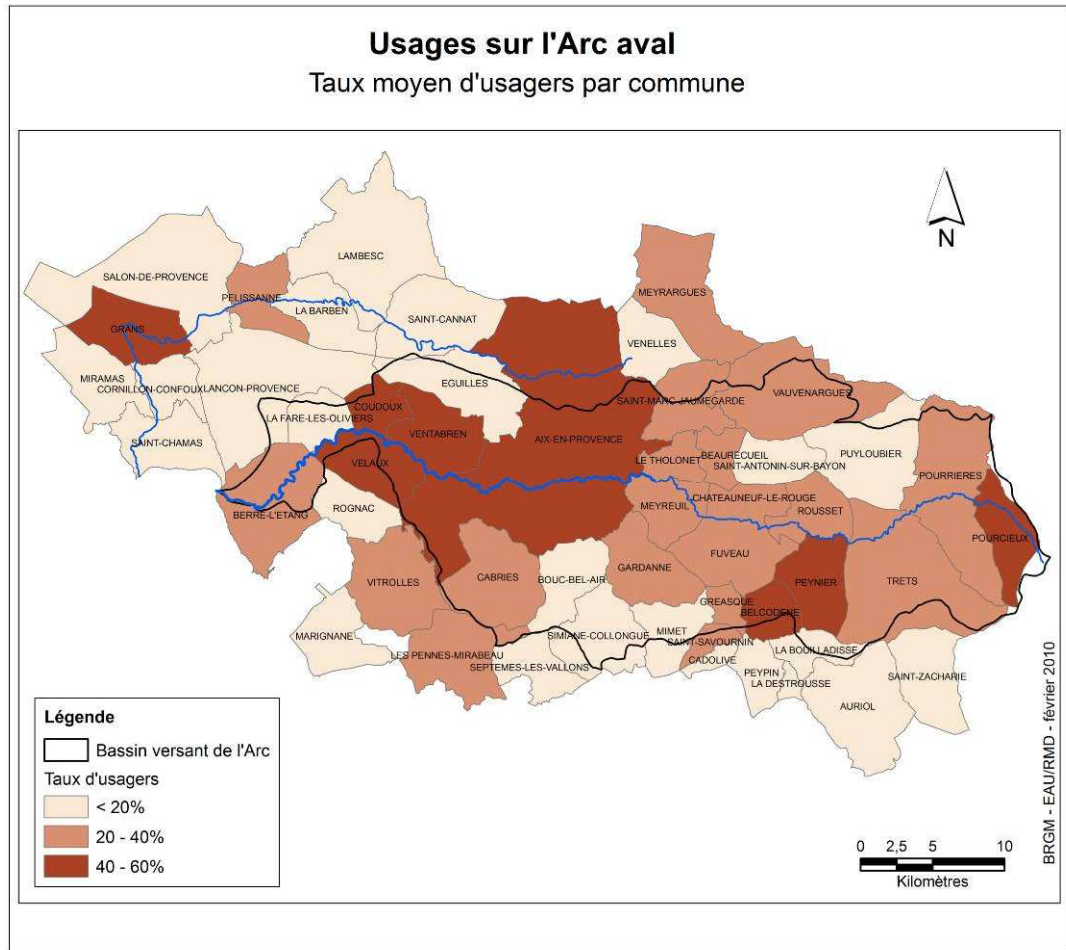 Usages sur l'Arc aval
Taux moyen d'usagers par commune
N
LAMBESC
SALON-DE-PROVENCE
PELISSANNE
LA BARBEN
MEYRARGUES
SAINT-CANNAT
GRANS
VENELLES
MIRAMAS
CORNILLON-CONFOUX
LANCON-PROVENCE
EGUILLES
VAUVENARGUES
SAINT-MARC-JAUMEGARDE
COUDOUX
LA FARE-LES-OLIVIERS
SAINT-CHAMAS
VENTABREN
AIX-EN-PROVENCE
PUYLOUBIER
BEAURECUEIL
LE THOLONET
SAINT-ANTONIN-SUR-BAYON
VELAUX
POURRIERES
CHATEAUNEUF-LE-ROUGE
MEYREUIL
ROGNAC
ROUSSET
BERRE-L'ETANG
POURCIEUX
FUVEAU
GARDANNE
CABRIES
BOUC-BEL-AIR
VITROLLES
PEYNIER
TRETS
GREASQUE
BELCODENE
MARIGNANE
SIMIANE-COLLONGUE
MIMET
SAINT-SAVOURNIN
LES PENNES-MIRABEAU
SEPTEMES-LES-VALLONS
CADOLIVE
LA BOUILLADISSE
PEYPIN
LA DESTROUSSE
SAINT-ZACHARIE
AURIOL
Légende
Bassin versant de l'Arc
Taux d'usagers
< 20%
20 - 40%
40 - 60%
0 2,5 5 10
Kilomètres
BRGM - EAU/RMD - février 2010